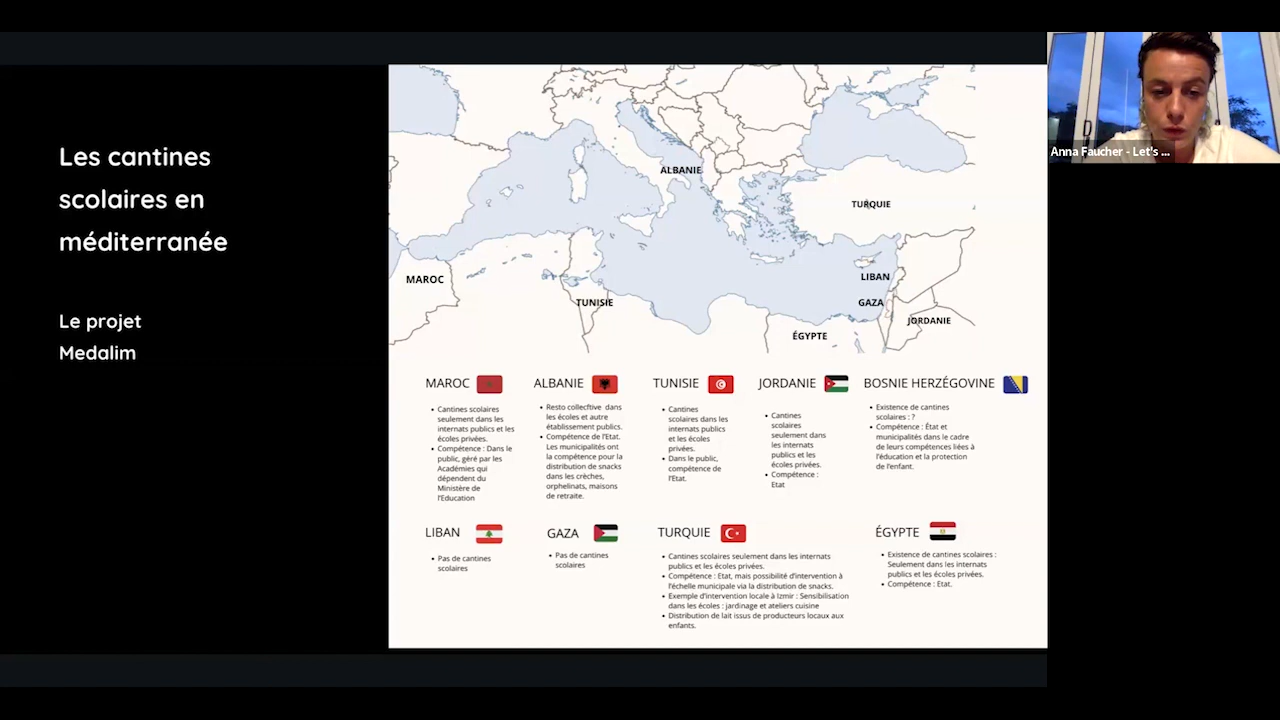 Les cantines
scolaires en
méditerranée
Le projet
Medalim
Anna Faucher - Let's ...
ALBANIE
TURQUIE
MAROC
LIBAN
TUNISIE
GAZA
JORDANIE
ÉGYPTE
MAROC
• Cantines scolaires
seulement dans les
internats publics et les
écoles privées.
• Compétence : Dans le
public, géré par les
Académies qui
dépendent du
Ministère de
l'Education
ALBANIE
• Resto collecftive dans
les écoles et autre
établissement publics.
• Compétence de l'Etat.
Les municipalités ont
la compétence pour la
distribution de snacks
dans les crèches,
orphelinats, maisons
de retraite.
TUNISIE
• Cantines
scolaires dans les
internats publics
et les écoles
privées.
• Dans le public,
compétence de
l'Etat.
JORDANIE
• Cantines
scolaires
seulement dans
les internats
publics et les
écoles privées.
• Compétence :
Etat
BOSNIE HERZÉGOVINE
• Existence de cantines
scolaires : ?
• Compétence : État et
municipalités dans le cadre
de leurs compétences liées à
l'éducation et la protection
de l'enfant.
LIBAN
• Pas de cantines
scolaires
GAZA
• Pas de cantines
scolaires
TURQUIE
• Cantines scolaires seulement dans les internats
publics et les écoles privées.
• Compétence : Etat, mais possibilité d'intervention à
l'échelle municipale via la distribution de snacks.
• Exemple d'intervention locale à Izmir : Sensibilisation
dans les écoles : jardinage et ateliers cuisine
• Distribution de lait issus de producteurs locaux aux
enfants.
ÉGYPTE
• Existence de cantines scolaires :
Seulement dans les internats
publics et les écoles privées.
• Compétence : Etat.